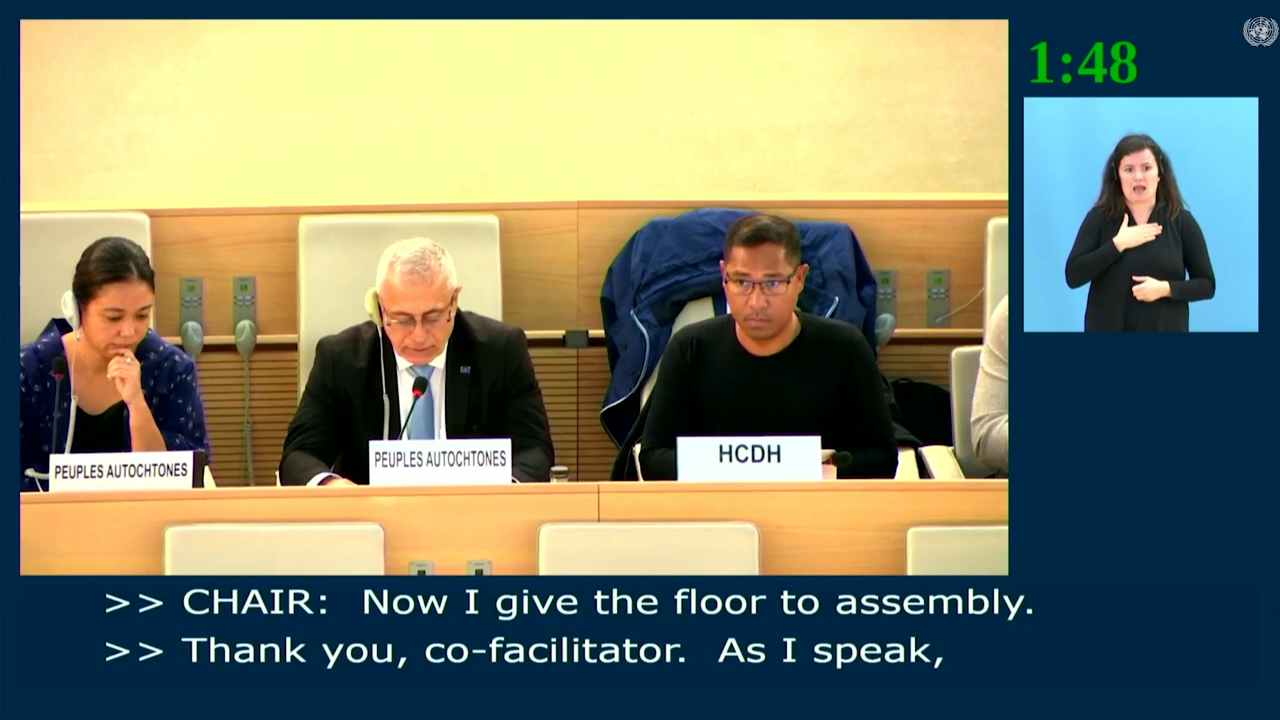 1:48
PEUPLES AUTOCHTONES
PEUPLES AUTOCHTONES
HCDH
>> CHAIR:  Now I give the floor to assembly.
>> Thank you, co-facilitator.  As I speak,